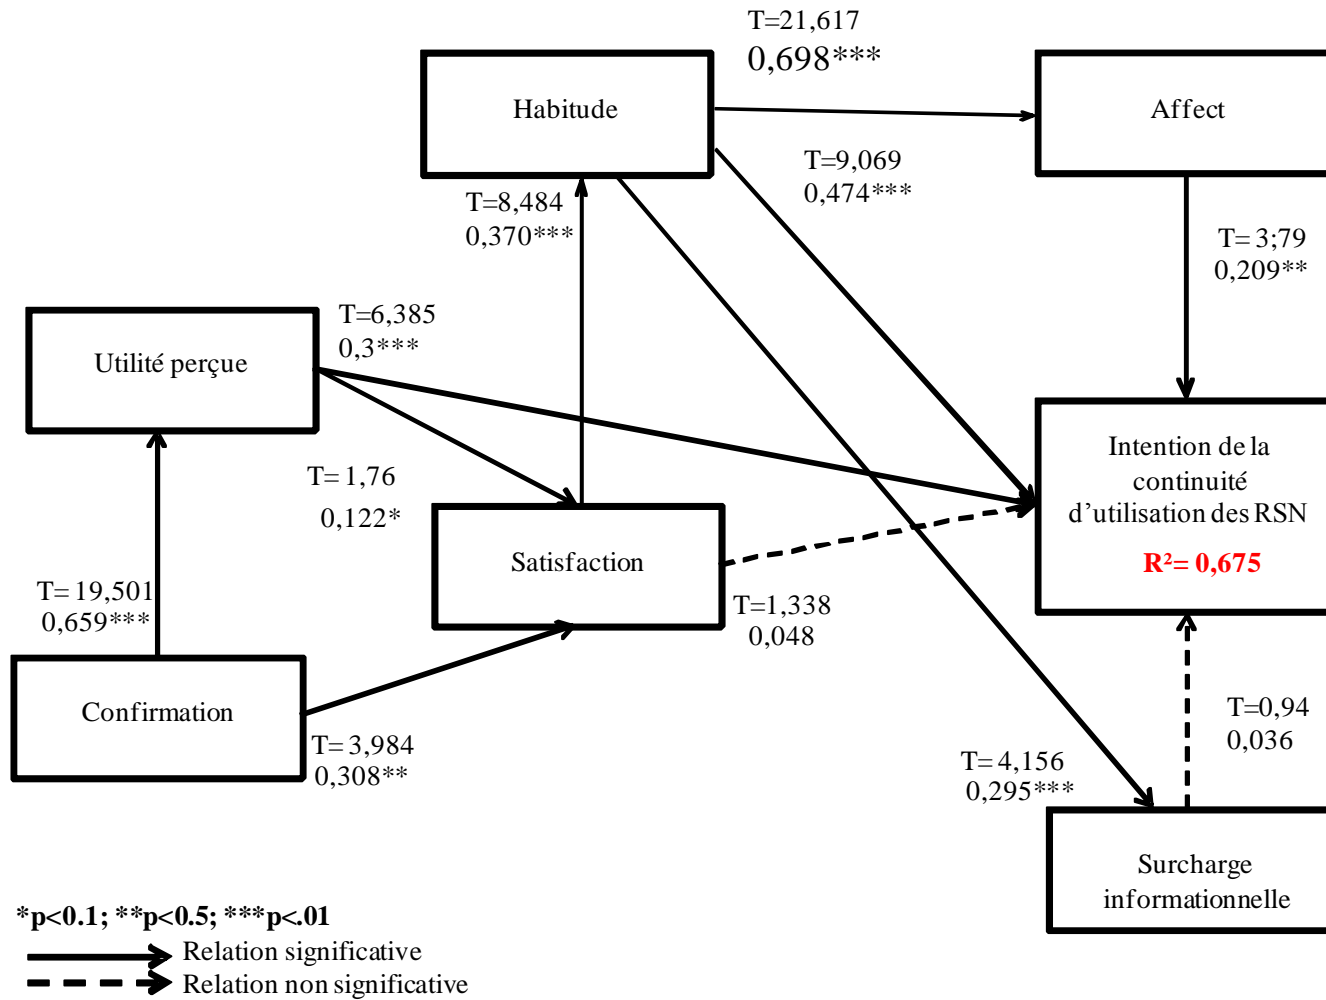 T=21,617
0,698***
Habitude
Affect
T=9,069
0,474***
T=8,484
0,370***
T= 3;79
0,209**
T=6,385
0,3***
Utilité perçue
Intention de la
continuité
d’utilisation des RSN
R²= 0,675
T= 1,76
0,122*
Satisfaction
T=1,338
0,048
T= 19,501
0,659***
Confirmation
T= 3,984
0,308**
T=0,94
0,036
T= 4,156
0,295***
Surcharge
informationnelle
*p<0.1; **p<0.5; ***p<.01
Relation significative
Relation non significative